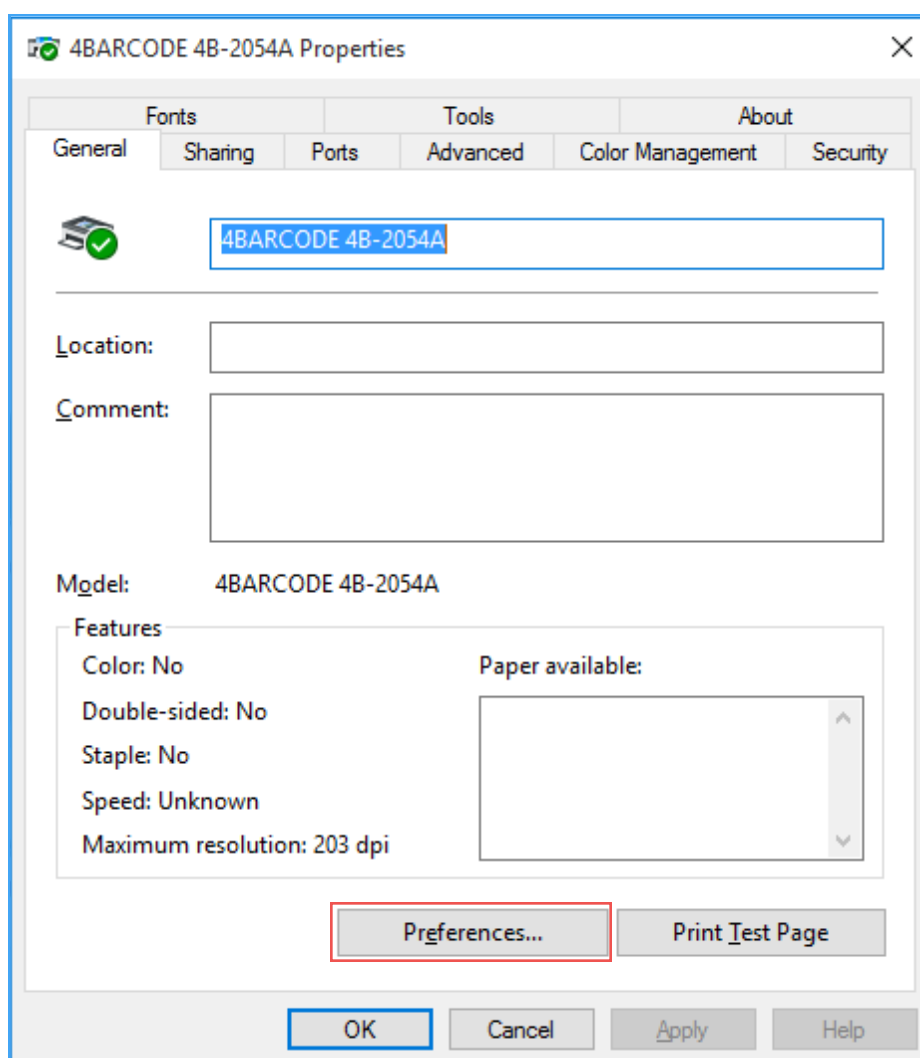 4BARCODE 4B-2054A Properties
Fonts Tools About
General Sharing Ports Advanced Color Management Security
4BARCODE 4B-2054A
Location:
Comment:
Model: 4BARCODE 4B-2054A
Features
Color: No Paper available:
Double-sided: No
Staple: No
Speed: Unknown
Maximum resolution: 203 dpi
Preferences... Print Test Page
OK Cancel Apply Help